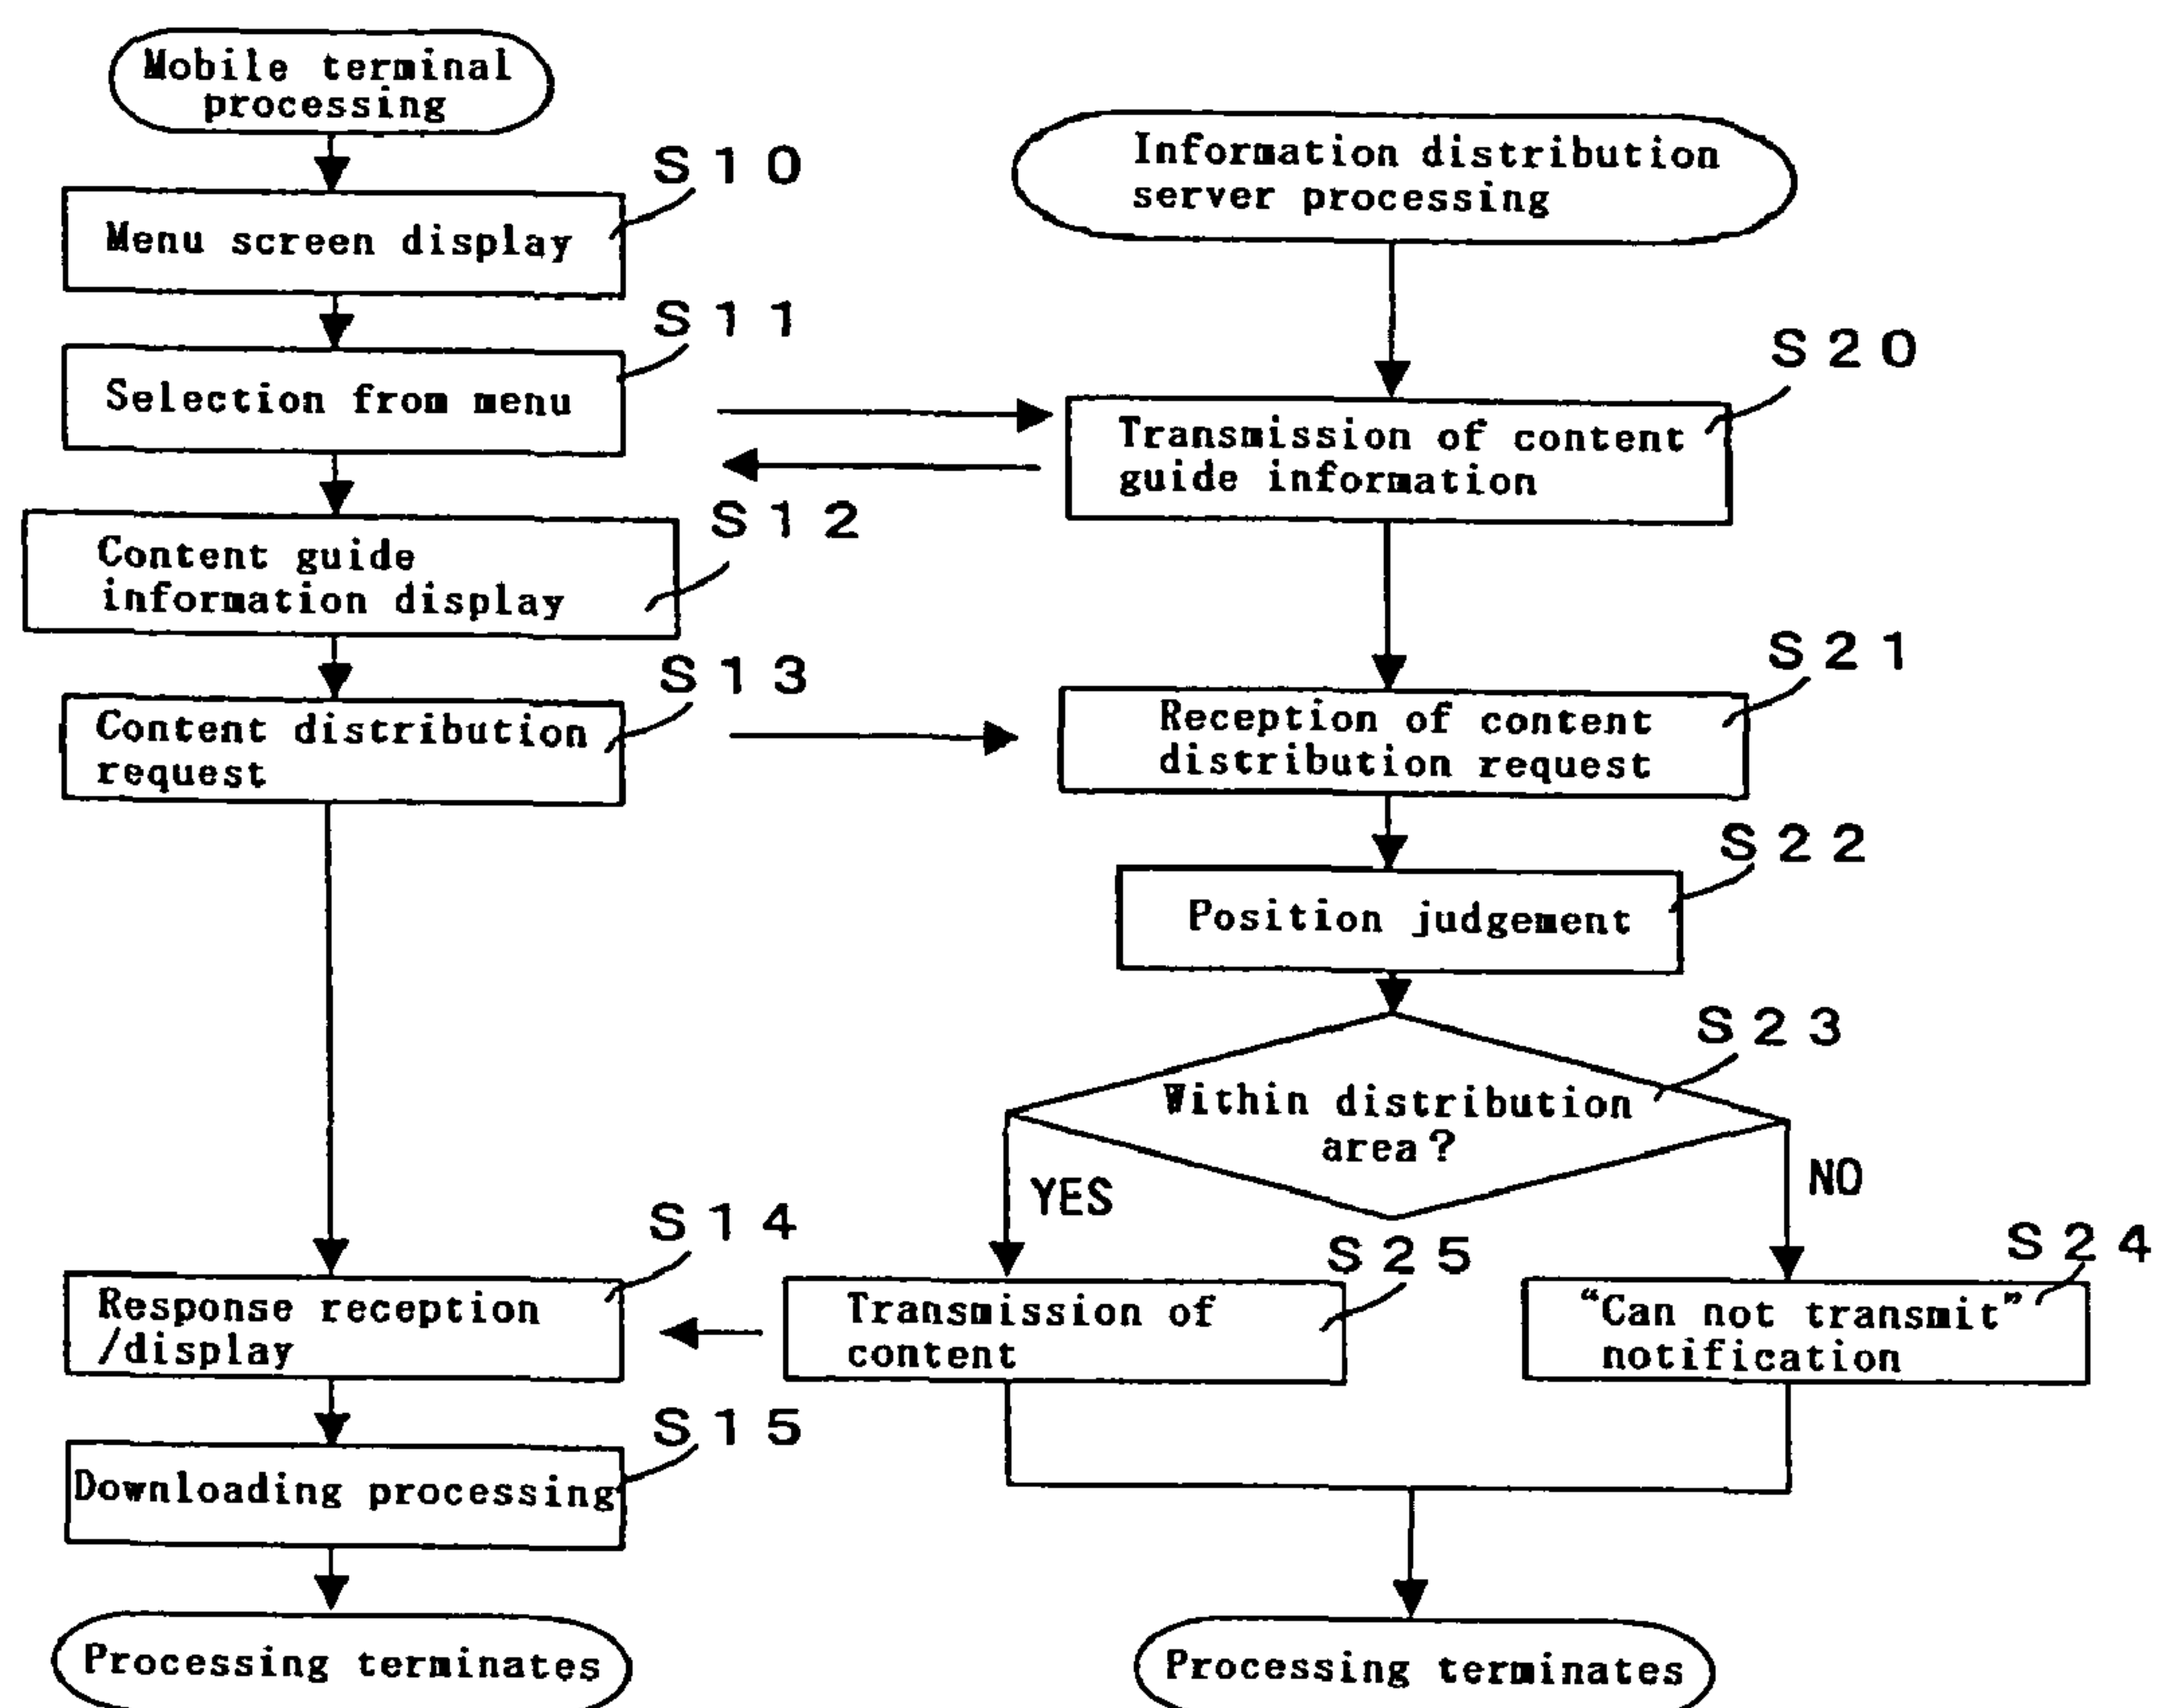 Mobile terminal
processing
S10
Menu screen display
S11
Selection from menu
S12
Content guide
information display
S13
Content distribution
request
S14
Response reception
/display
S15
Downloading processing
Processing terminates
Information distribution
server processing
S20
Transmission of content
guide information
S21
Reception of content
distribution request
S22
Position judgement
S23
Within distribution
area?
YES
NO
S25
Transmission of
content
S24
“Can not transmit”
notification
Processing terminates